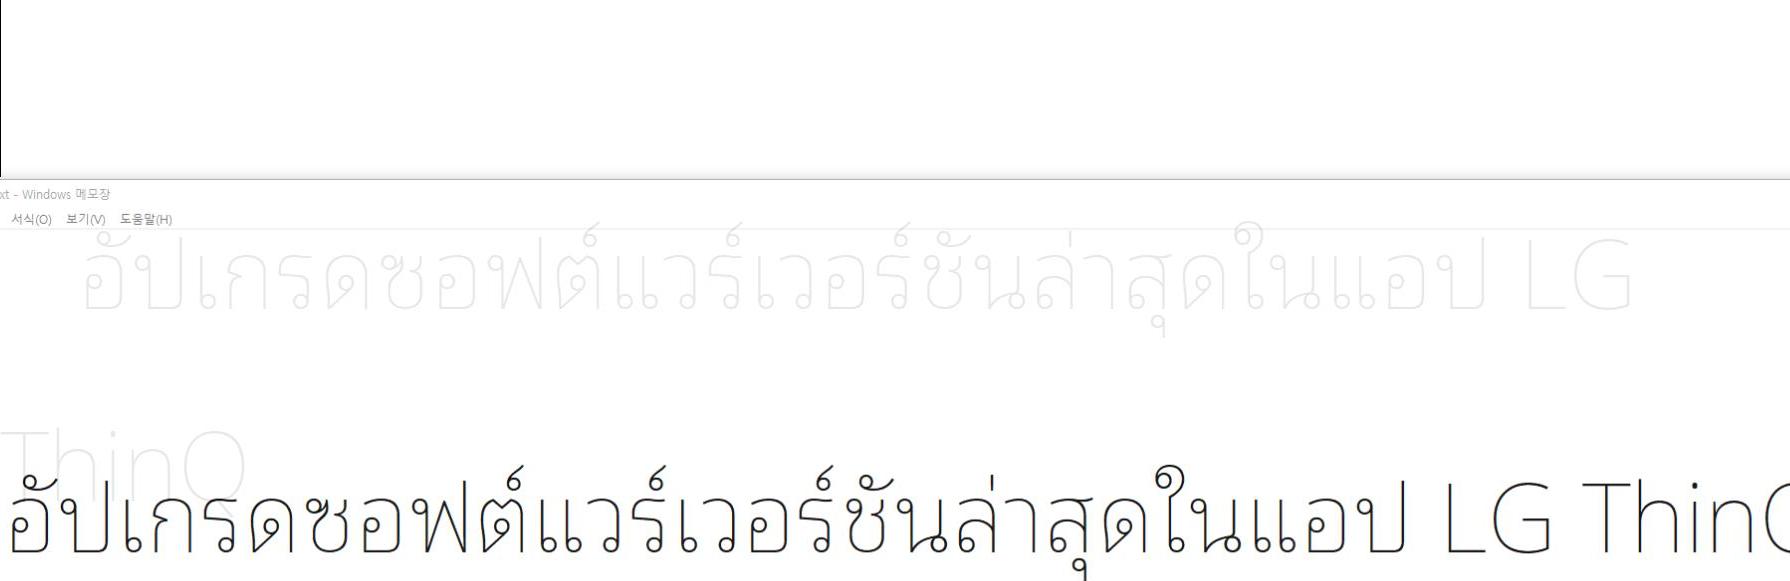 xt - Windows 메모장
서식(O) 보기(V) 도움말(H)
อัปเกรดซอฟต์แวร์เวอร์ชันล่าสุดในแอป LG
ThinQ
อัปเกรดซอฟต์แวร์เวอร์ชันล่าสุดในแอป LG ThinQ